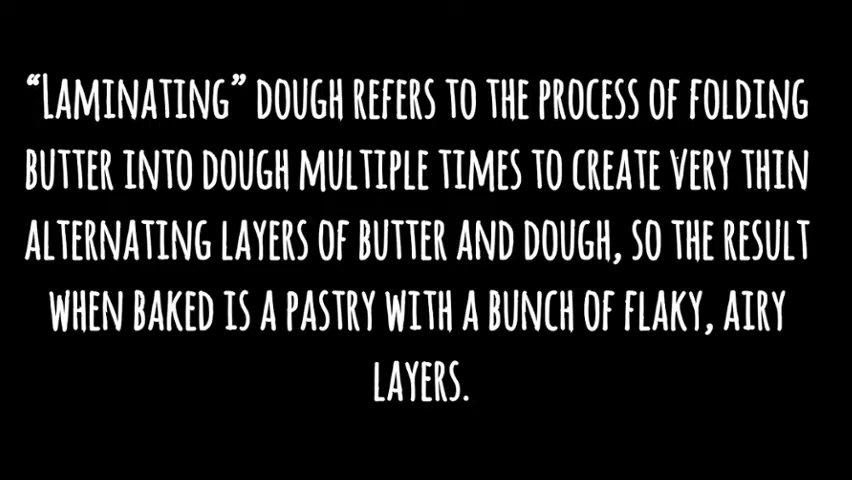 “Laminating” dough refers to the process of folding
butter into dough multiple times to create very thin
alternating layers of butter and dough, so the result
when baked is a pastry with a bunch of flaky, airy
layers.